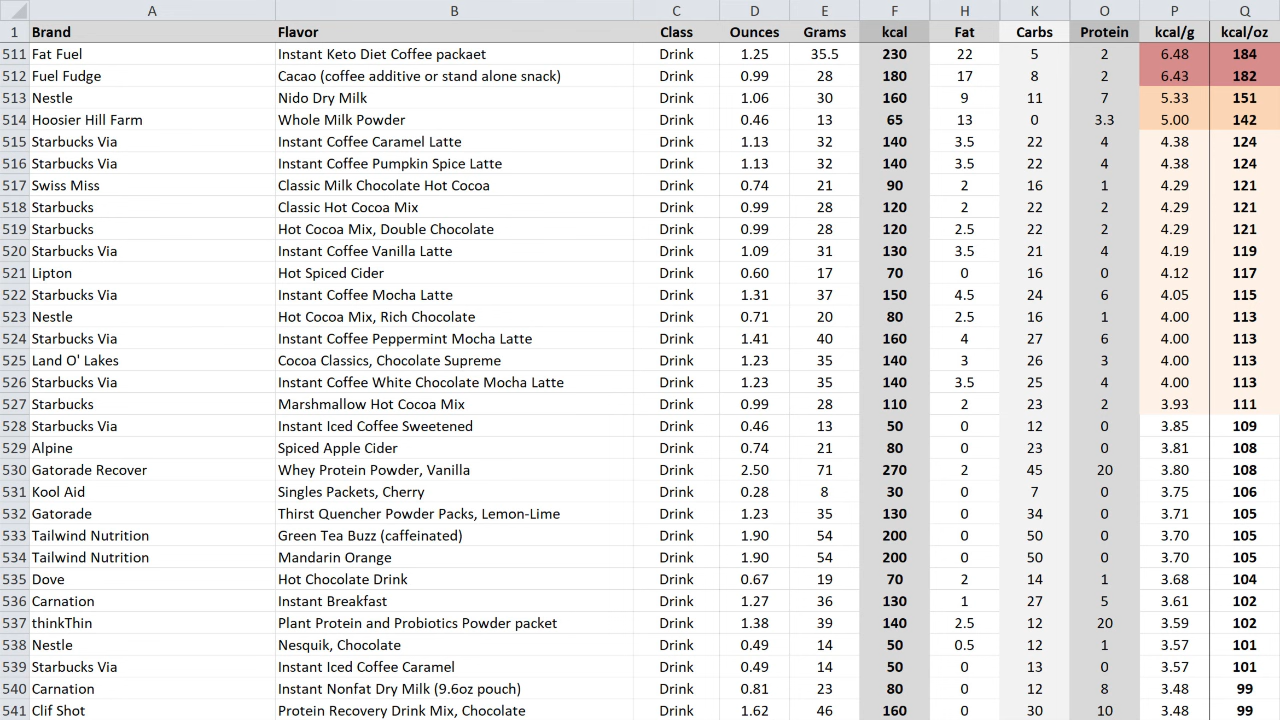 A B C D E F H K O P Q
1 Brand Flavor Class Ounces Grams kcal Fat Carbs Protein kcal/g kcal/oz
511 Fat Fuel Instant Keto Diet Coffee packaet Drink 1.25 35.5 230 22 5 2 6.48 184
512 Fuel Fudge Cacao (coffee additive or stand alone snack) Drink 0.99 28 180 17 8 2 6.43 182
513 Nestle Nido Dry Milk Drink 1.06 30 160 9 11 7 5.33 151
514 Hoosier Hill Farm Whole Milk Powder Drink 0.46 13 65 13 0 3.3 5.00 142
515 Starbucks Via Instant Coffee Caramel Latte Drink 1.13 32 140 3.5 22 4 4.38 124
516 Starbucks Via Instant Coffee Pumpkin Spice Latte Drink 1.13 32 140 3.5 22 4 4.38 124
517 Swiss Miss Classic Milk Chocolate Hot Cocoa Drink 0.74 21 90 2 16 1 4.29 121
518 Starbucks Classic Hot Cocoa Mix Drink 0.99 28 120 2 22 2 4.29 121
519 Starbucks Hot Cocoa Mix, Double Chocolate Drink 0.99 28 120 2.5 22 2 4.29 121
520 Starbucks Via Instant Coffee Vanilla Latte Drink 1.09 31 130 3.5 21 4 4.19 119
521 Lipton Hot Spiced Cider Drink 0.60 17 70 0 16 0 4.12 117
522 Starbucks Via Instant Coffee Mocha Latte Drink 1.31 37 150 4.5 24 6 4.05 115
523 Nestle Hot Cocoa Mix, Rich Chocolate Drink 0.71 20 80 2.5 16 1 4.00 113
524 Starbucks Via Instant Coffee Peppermint Mocha Latte Drink 1.41 40 160 4 27 6 4.00 113
525 Land O' Lakes Cocoa Classics, Chocolate Supreme Drink 1.23 35 140 3 26 3 4.00 113
526 Starbucks Via Instant Coffee White Chocolate Mocha Latte Drink 1.23 35 140 3.5 25 4 4.00 113
527 Starbucks Marshmallow Hot Cocoa Mix Drink 0.99 28 110 2 23 2 3.93 111
528 Starbucks Via Instant Iced Coffee Sweetened Drink 0.46 13 50 0 12 0 3.85 109
529 Alpine Spiced Apple Cider Drink 0.74 21 80 0 23 0 3.81 108
530 Gatorade Recover Whey Protein Powder, Vanilla Drink 2.50 71 270 2 45 20 3.80 108
531 Kool Aid Singles Packets, Cherry Drink 0.28 8 30 0 7 0 3.75 106
532 Gatorade Thirst Quencher Powder Packs, Lemon-Lime Drink 1.23 35 130 0 34 0 3.71 105
533 Tailwind Nutrition Green Tea Buzz (caffeinated) Drink 1.90 54 200 0 50 0 3.70 105
534 Tailwind Nutrition Mandarin Orange Drink 1.90 54 200 0 50 0 3.70 105
535 Dove Hot Chocolate Drink Drink 0.67 19 70 2 14 1 3.68 104
536 Carnation Instant Breakfast Drink 1.27 36 130 1 27 5 3.61 102
537 thinkThin Plant Protein and Probiotics Powder packet Drink 1.38 39 140 2.5 12 20 3.59 102
538 Nestle Nesquik, Chocolate Drink 0.49 14 50 0.5 12 1 3.57 101
539 Starbucks Via Instant Iced Coffee Caramel Drink 0.49 14 50 0 13 0 3.57 101
540 Carnation Instant Nonfat Dry Milk (9.6oz pouch) Drink 0.81 23 80 0 12 8 3.48 99
541 Clif Shot Protein Recovery Drink Mix, Chocolate Drink 1.62 46 160 0 30 10 3.48 99